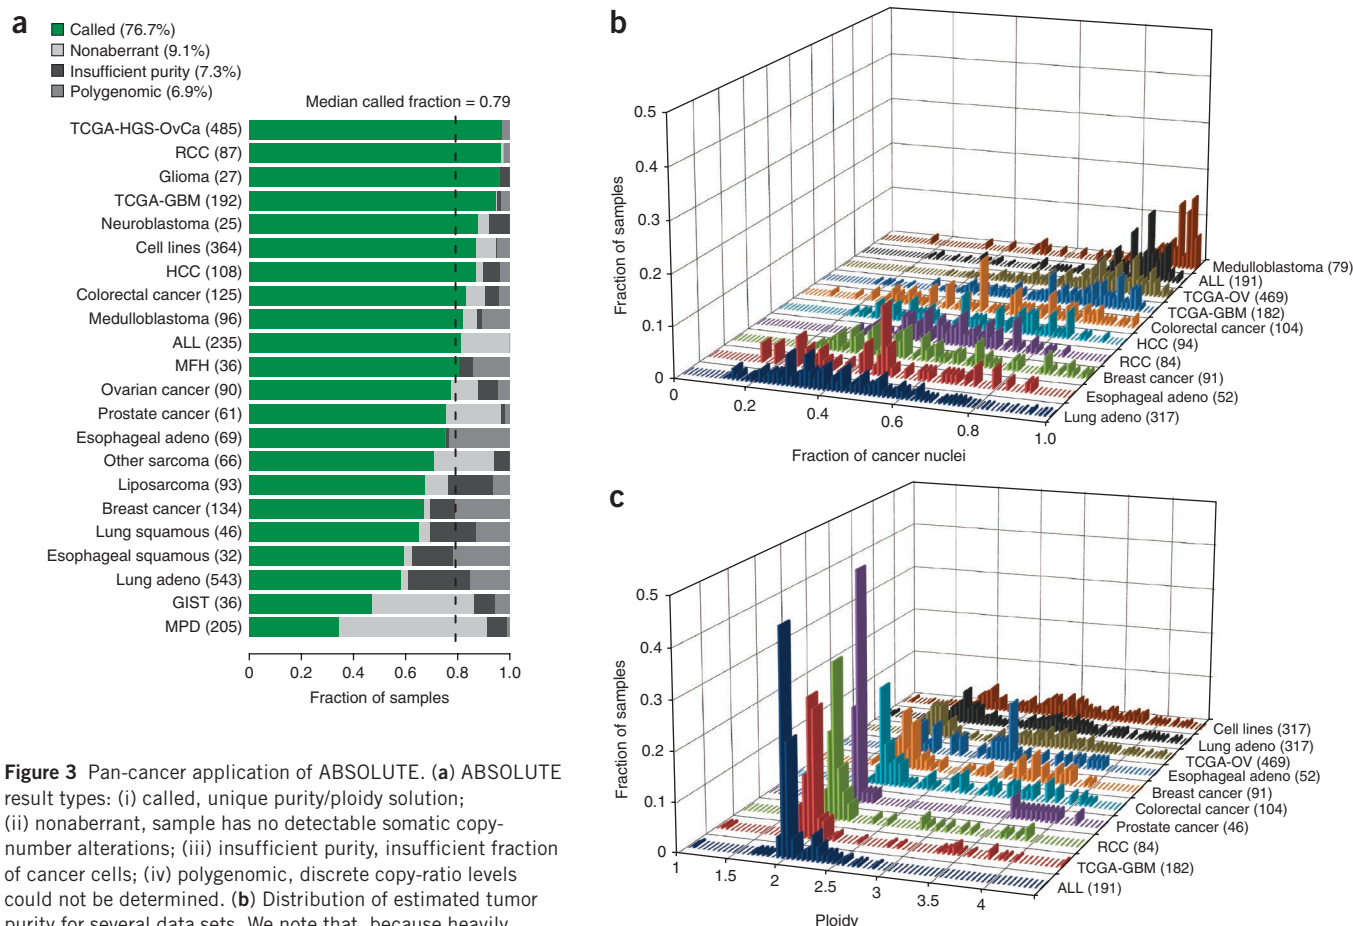 a
Called (76.7%)
Nonaberrant (9.1%)
Insufficient purity (7.3%)
Polygenomic (6.9%)
Median called fraction = 0.79
TCGA-HGS-OvCa (485)
RCC (87)
Glioma (27)
TCGA-GBM (192)
Neuroblastoma (25)
Cell lines (364)
HCC (108)
Colorectal cancer (125)
Medulloblastoma (96)
ALL (235)
MFH (36)
Ovarian cancer (90)
Prostate cancer (61)
Esophageal adeno (69)
Other sarcoma (66)
Liposarcoma (93)
Breast cancer (134)
Lung squamous (46)
Esophageal squamous (32)
Lung adeno (543)
GIST (36)
MPD (205)
0 0.2 0.4 0.6 0.8 1.0
Fraction of samples
b
0.5
0.4
0.3
0.2
0.1
0
Fraction of samples
0 0.2 0.4 0.6 0.8 1.0
Fraction of cancer nuclei
Medulloblastoma (79)
ALL (191)
TCGA-OV (469)
TCGA-GBM (182)
Colorectal cancer (104)
HCC (94)
RCC (84)
Breast cancer (91)
Esophageal adeno (52)
Lung adeno (317)
c
0.5
0.4
0.3
0.2
0.1
0
Fraction of samples
1 1.5 2 2.5 3 3.5 4
Ploidy
Cell lines (317)
Lung adeno (317)
TCGA-OV (469)
Esophageal adeno (52)
Breast cancer (91)
Colorectal cancer (104)
Prostate cancer (46)
RCC (84)
TCGA-GBM (182)
ALL (191)
Figure 3 Pan-cancer application of ABSOLUTE. (a) ABSOLUTE
result types: (i) called, unique purity/ploidy solution;
(ii) nonaberrant, sample has no detectable somatic copy-
number alterations; (iii) insufficient purity, insufficient fraction
of cancer cells; (iv) polygenomic, discrete copy-ratio levels
could not be determined. (b) Distribution of estimated tumor
purity for several data sets. We note that, because heavily